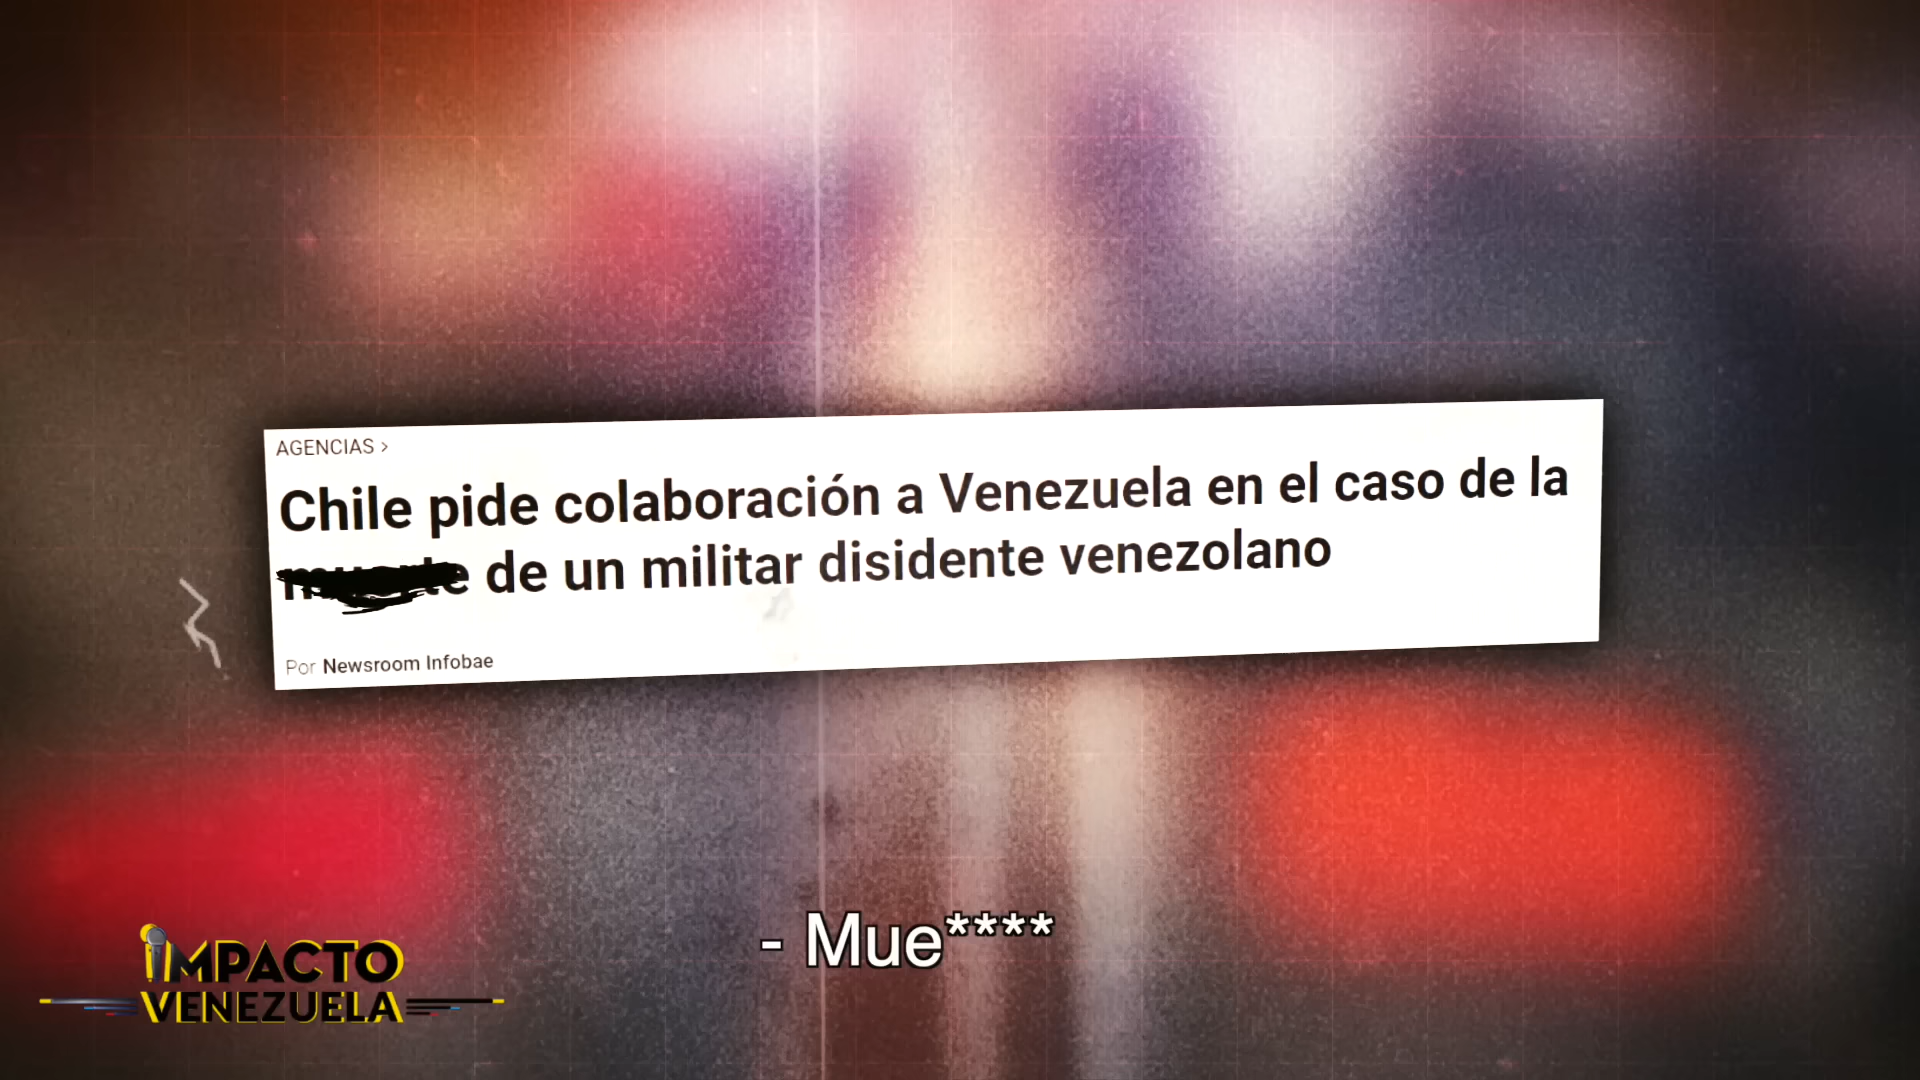 AGENCIAS >
Chile pide colaboración a Venezuela en el caso de la
muerte de un militar disidente venezolano
Por Newsroom Infobae
- Mue****
IMPACTO
VENEZUELA